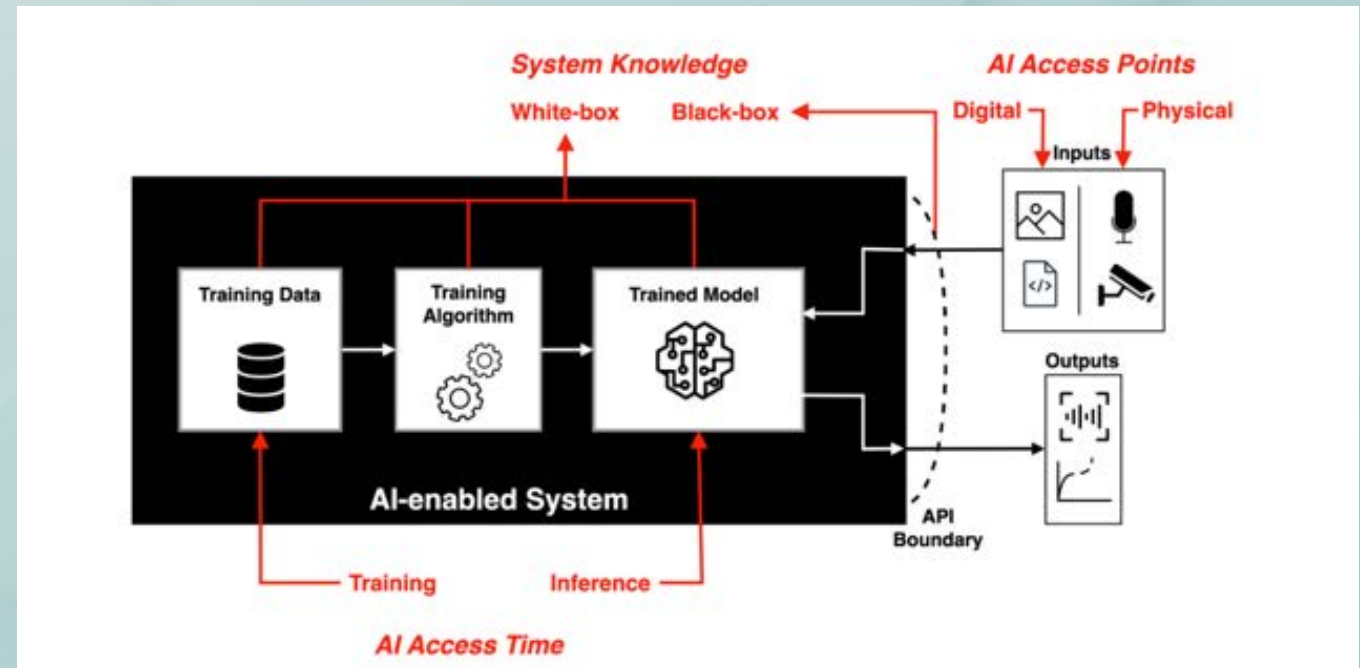 System Knowledge
AI Access Points
White-box
Black-box
Digital
Physical
Inputs
</>
Training Data
Training
Algorithm
Trained Model
Outputs
AI-enabled System
API
Boundary
Training
Inference
AI Access Time